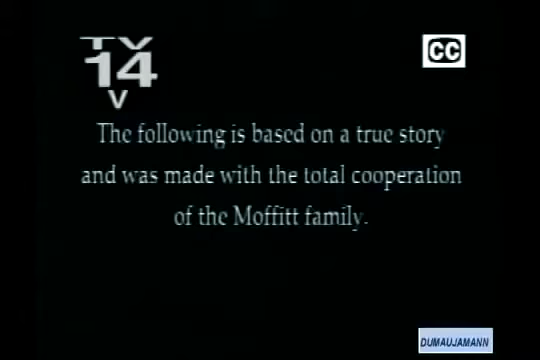 TV
14
V
CC
The following is based on a true story
and was made with the total cooperation
of the Moffitt family.
DUMAUJAMANN